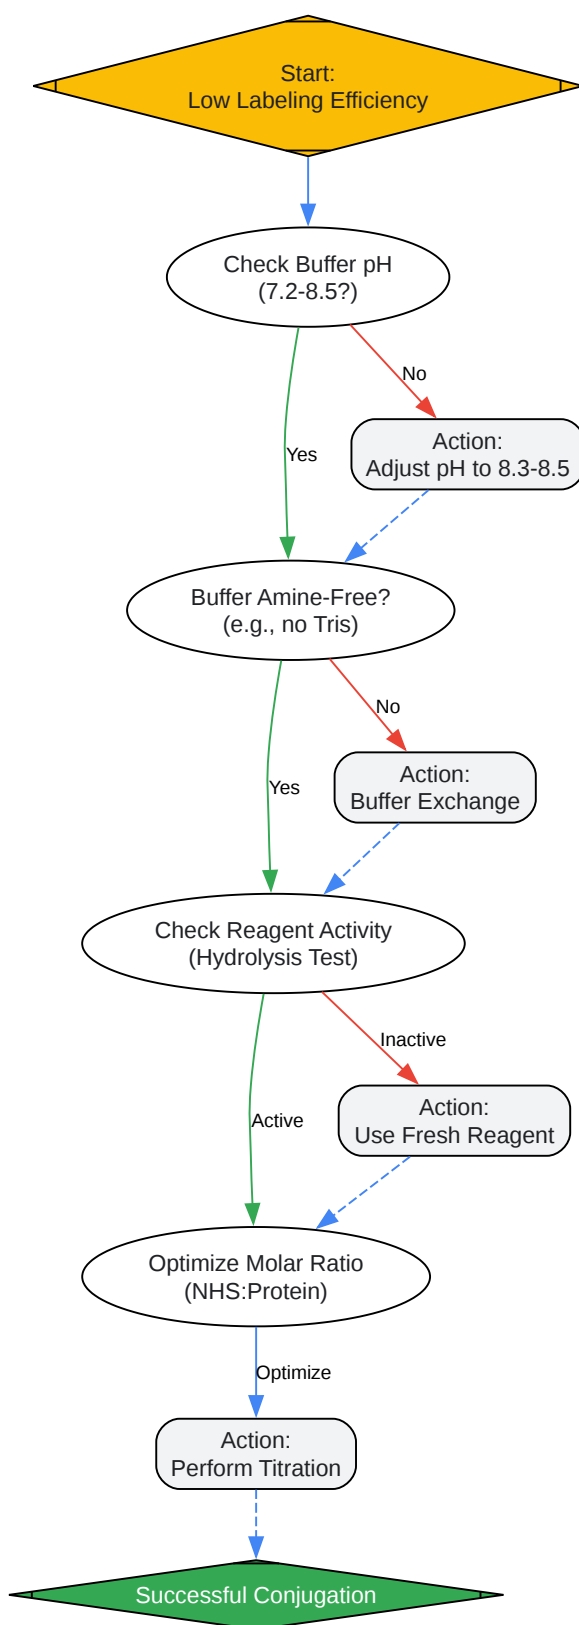 Start:
Low Labeling Efficiency
Check Buffer pH
(7.2-8.5?)
No
Action:
Adjust pH to 8.3-8.5
Yes
Buffer Amine-Free?
(e.g., no Tris)
No
Action:
Buffer Exchange
Yes
Check Reagent Activity
(Hydrolysis Test)
Inactive
Action:
Use Fresh Reagent
Active
Optimize Molar Ratio
(NHS:Protein)
Optimize
Action:
Perform Titration
Successful Conjugation